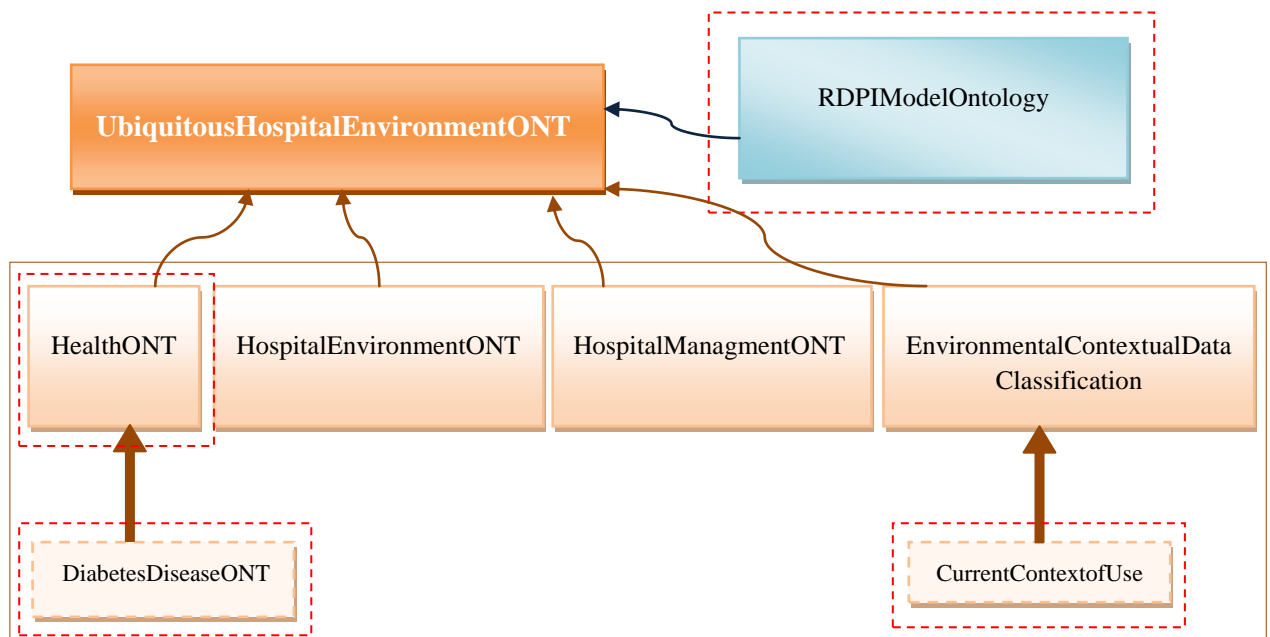 RDPIModelOntology
UbiquitousHospitalEnvironmentONT
HealthONT
HospitalEnvironmentONT
HospitalManagmentONT
EnvironmentalContextualData
Classification
DiabetesDiseaseONT
CurrentContextofUse